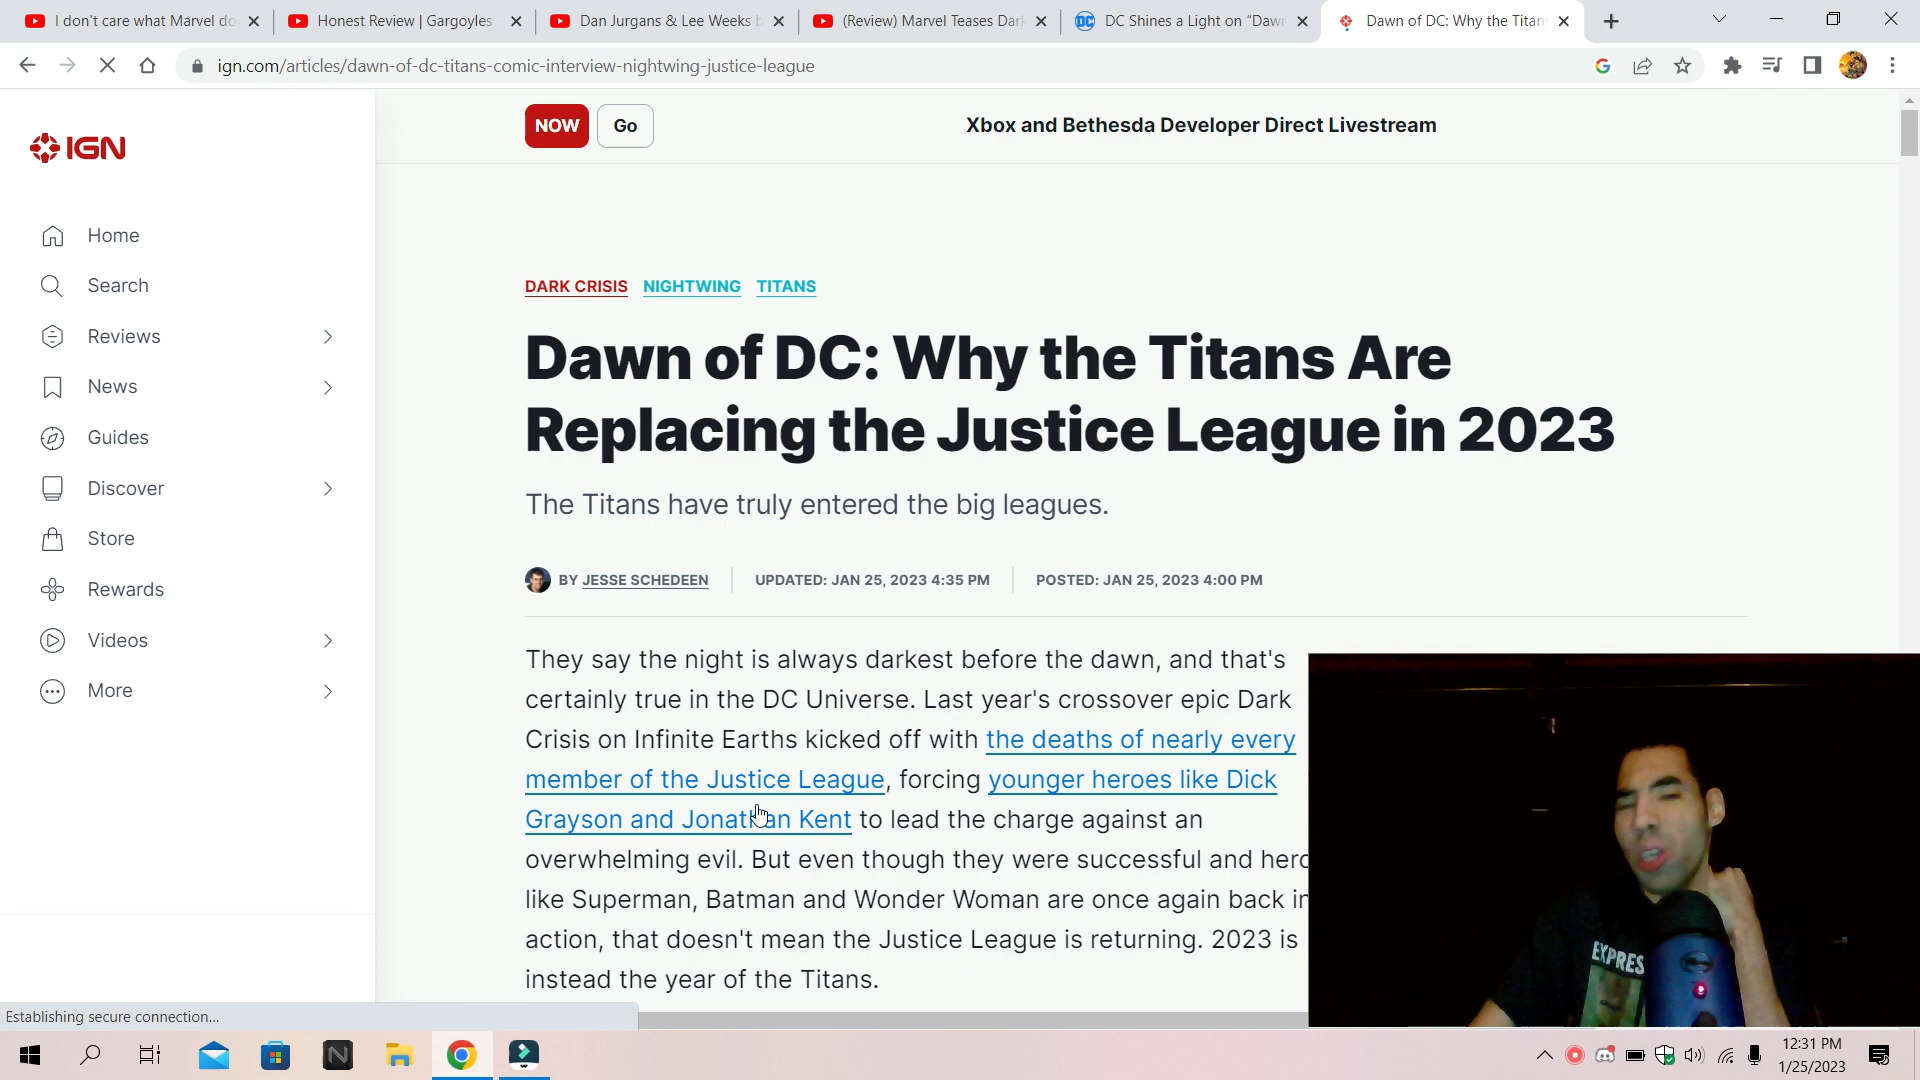 I don't care what Marvel do
Honest Review | Gargoyles
Dan Jurgans & Lee Weeks b
(Review) Marvel Teases Dark
DC Shines a Light on “Dawn
Dawn of DC: Why the Titans
ign.com/articles/dawn-of-dc-titans-comic-interview-nightwing-justice-league
IGN
Home
Search
Reviews
News
Guides
Discover
Store
Rewards
Videos
More
NOW Go Xbox and Bethesda Developer Direct Livestream
DARK CRISIS NIGHTWING TITANS
Dawn of DC: Why the Titans Are
Replacing the Justice League in 2023
The Titans have truly entered the big leagues.
BY JESSE SCHEDEEN UPDATED: JAN 25, 2023 4:35 PM POSTED: JAN 25, 2023 4:00 PM
They say the night is always darkest before the dawn, and that's
certainly true in the DC Universe. Last year's crossover epic Dark
Crisis on Infinite Earths kicked off with the deaths of nearly every
member of the Justice League, forcing younger heroes like Dick
Grayson and Jonathan Kent to lead the charge against an
overwhelming evil. But even though they were successful and hero
like Superman, Batman and Wonder Woman are once again back in
action, that doesn't mean the Justice League is returning. 2023 is
instead the year of the Titans.
EXPRES
Establishing secure connection...
12:31 PM
1/25/2023